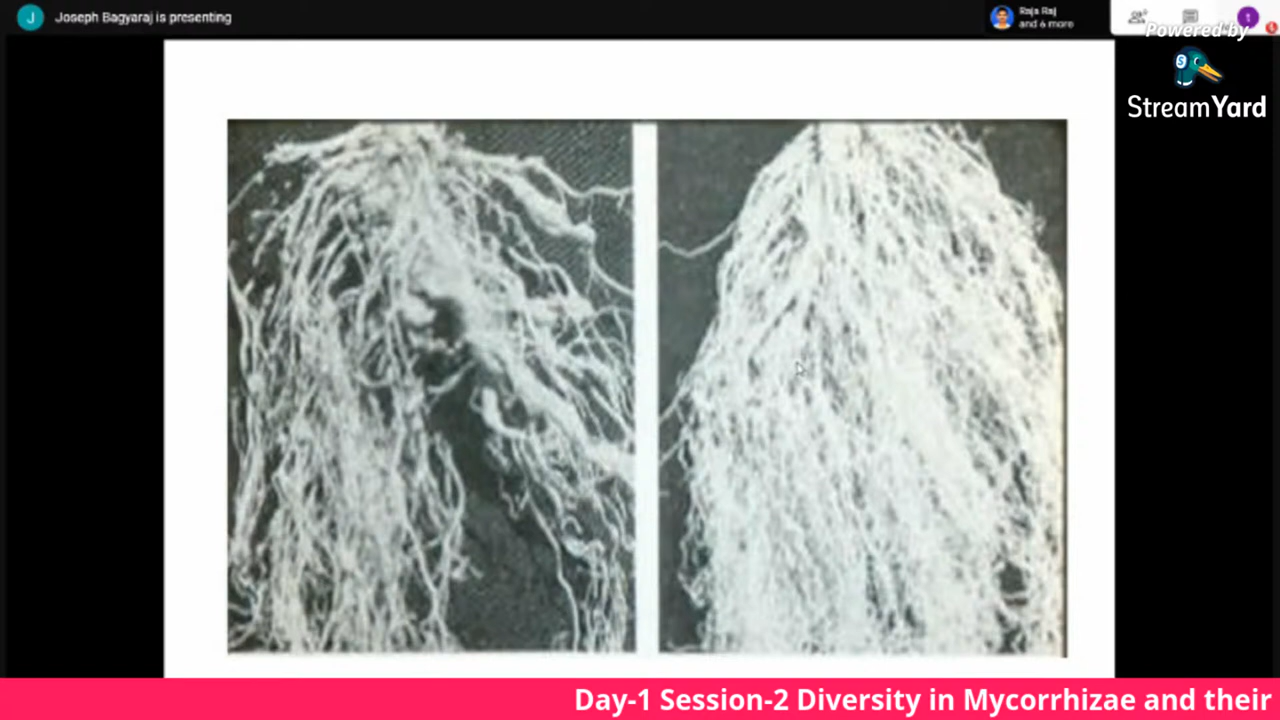 J
Joseph Bagyaraj is presenting
Raja Raj
and 6 more
t
Powered by
S
StreamYard
Day-1 Session-2 Diversity in Mycorrhizae and their